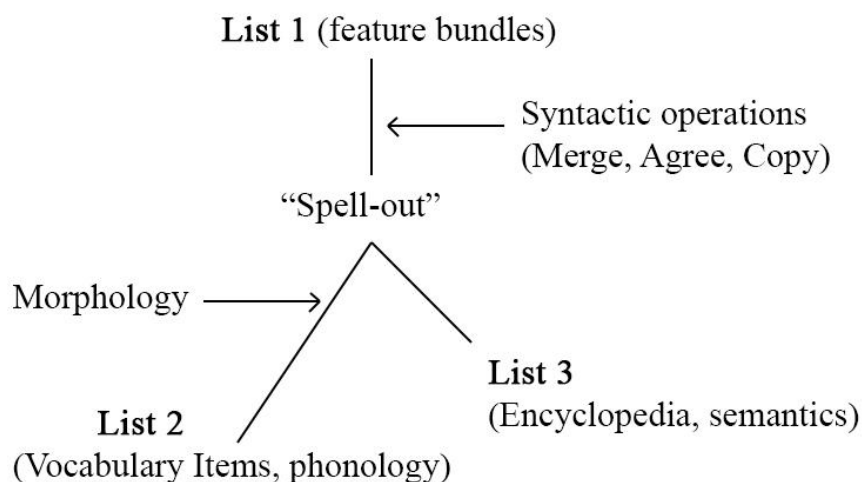 List 1 (feature bundles)
Syntactic operations
(Merge, Agree, Copy)
“Spell-out”
Morphology
List 3
(Encyclopedia, semantics)
List 2
(Vocabulary Items, phonology)